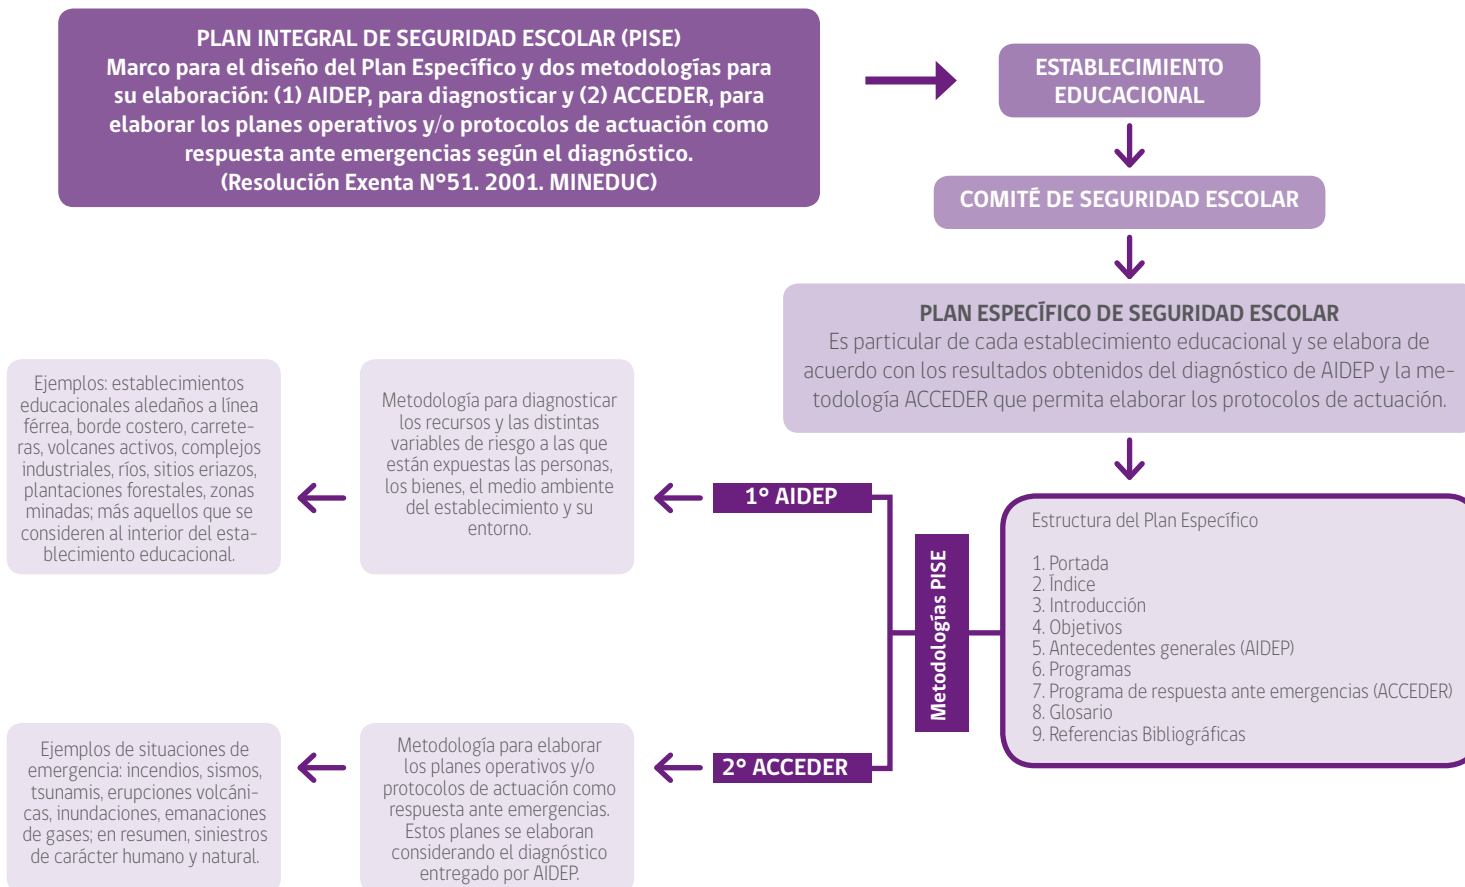 PLAN INTEGRAL DE SEGURIDAD ESCOLAR (PISE)
Marco para el diseño del Plan Específico y dos metodologías para
su elaboración: (1) AIDEP, para diagnosticar y (2) ACCEDER, para
elaborar los planes operativos y/o protocolos de actuación como
respuesta ante emergencias según el diagnóstico.
(Resolución Exenta N°51. 2001. MINEDUC)
ESTABLECIMIENTO
EDUCACIONAL
COMITÉ DE SEGURIDAD ESCOLAR
PLAN ESPECÍFICO DE SEGURIDAD ESCOLAR
Es particular de cada establecimiento educacional y se elabora de
acuerdo con los resultados obtenidos del diagnóstico de AIDEP y la me-
todología ACCEDER que permita elaborar los protocolos de actuación.
Estructura del Plan Específico
1. Portada
2. Índice
3. Introducción
4. Objetivos
5. Antecedentes generales (AIDEP)
6. Programas
7. Programa de respuesta ante emergencias (ACCEDER)
8. Glosario
9. Referencias Bibliográficas
Metodologías PISE
1° AIDEP
Metodología para diagnosticar
los recursos y las distintas
variables de riesgo a las que
están expuestas las personas,
los bienes, el medio ambiente
del establecimiento y su
entorno.
Ejemplos: establecimientos
educacionales aledaños a línea
férrea, borde costero, carrete-
ras, volcanes activos, complejos
industriales, ríos, sitios eriazos,
plantaciones forestales, zonas
minadas; más aquellos que se
consideren al interior del esta-
blecimiento educacional.
2° ACCEDER
Metodología para elaborar
los planes operativos y/o
protocolos de actuación como
respuesta ante emergencias.
Estos planes se elaboran
considerando el diagnóstico
entregado por AIDEP.
Ejemplos de situaciones de
emergencia: incendios, sismos,
tsunamis, erupciones volcáni-
cas, inundaciones, emanaciones
de gases; en resumen, siniestros
de carácter humano y natural.